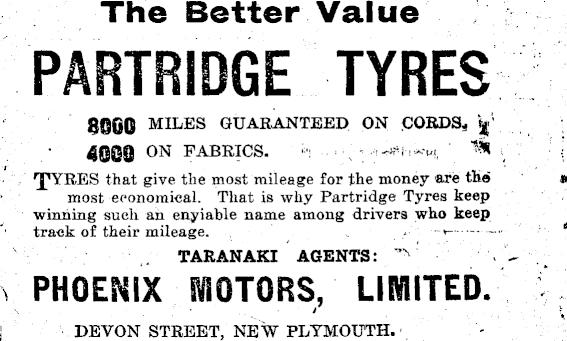 The Better Value
PARTRIDGE TYRES
8000 MILES GUARANTEED ON CORDS,
4000 ON FABRICS.
TYRES that give the most mileage for the money are the
most economical. That is why Partridge Tyres keep
winning such an enviable name among drivers who keep
track of their mileage.
TARANAKI AGENTS:
PHOENIX MOTORS, LIMITED.
DEVON STREET, NEW PLYMOUTH.